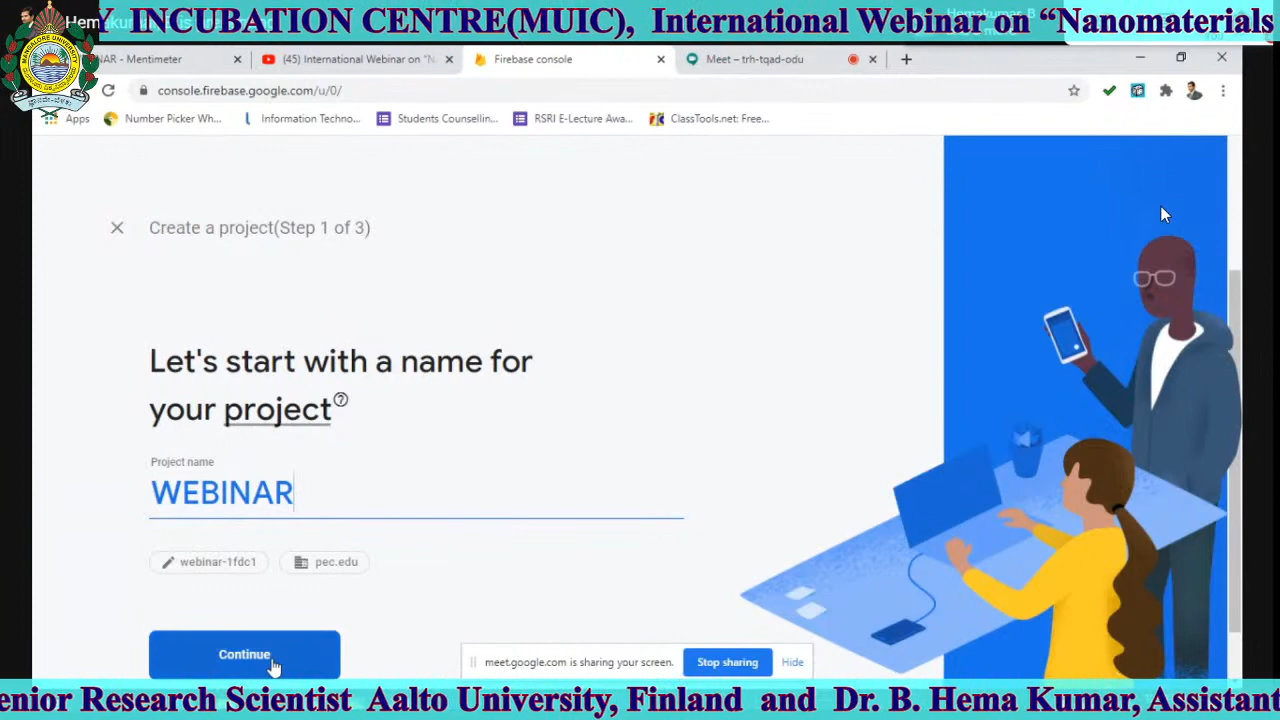 Y INCUBATION CENTRE(MUIC), International Webinar on “Nanomaterials
NAR - Mentimeter
(45) International Webinar on "N
Firebase console
Meet – trh-tqad-odu
console.firebase.google.com/u/0/
Apps
Number Picker Wh...
Information Techno...
Students Counsellin...
RSRI E-Lecture Awa...
ClassTools.net: Free...
Create a project(Step 1 of 3)
Let's start with a name for
your project
Project name
WEBINAR
webinar-1fdc1
pec.edu
Continue
meet.google.com is sharing your screen.
Stop sharing
Hide
enior Research Scientist Aalto University, Finland and Dr. B. Hema Kumar, Assistant